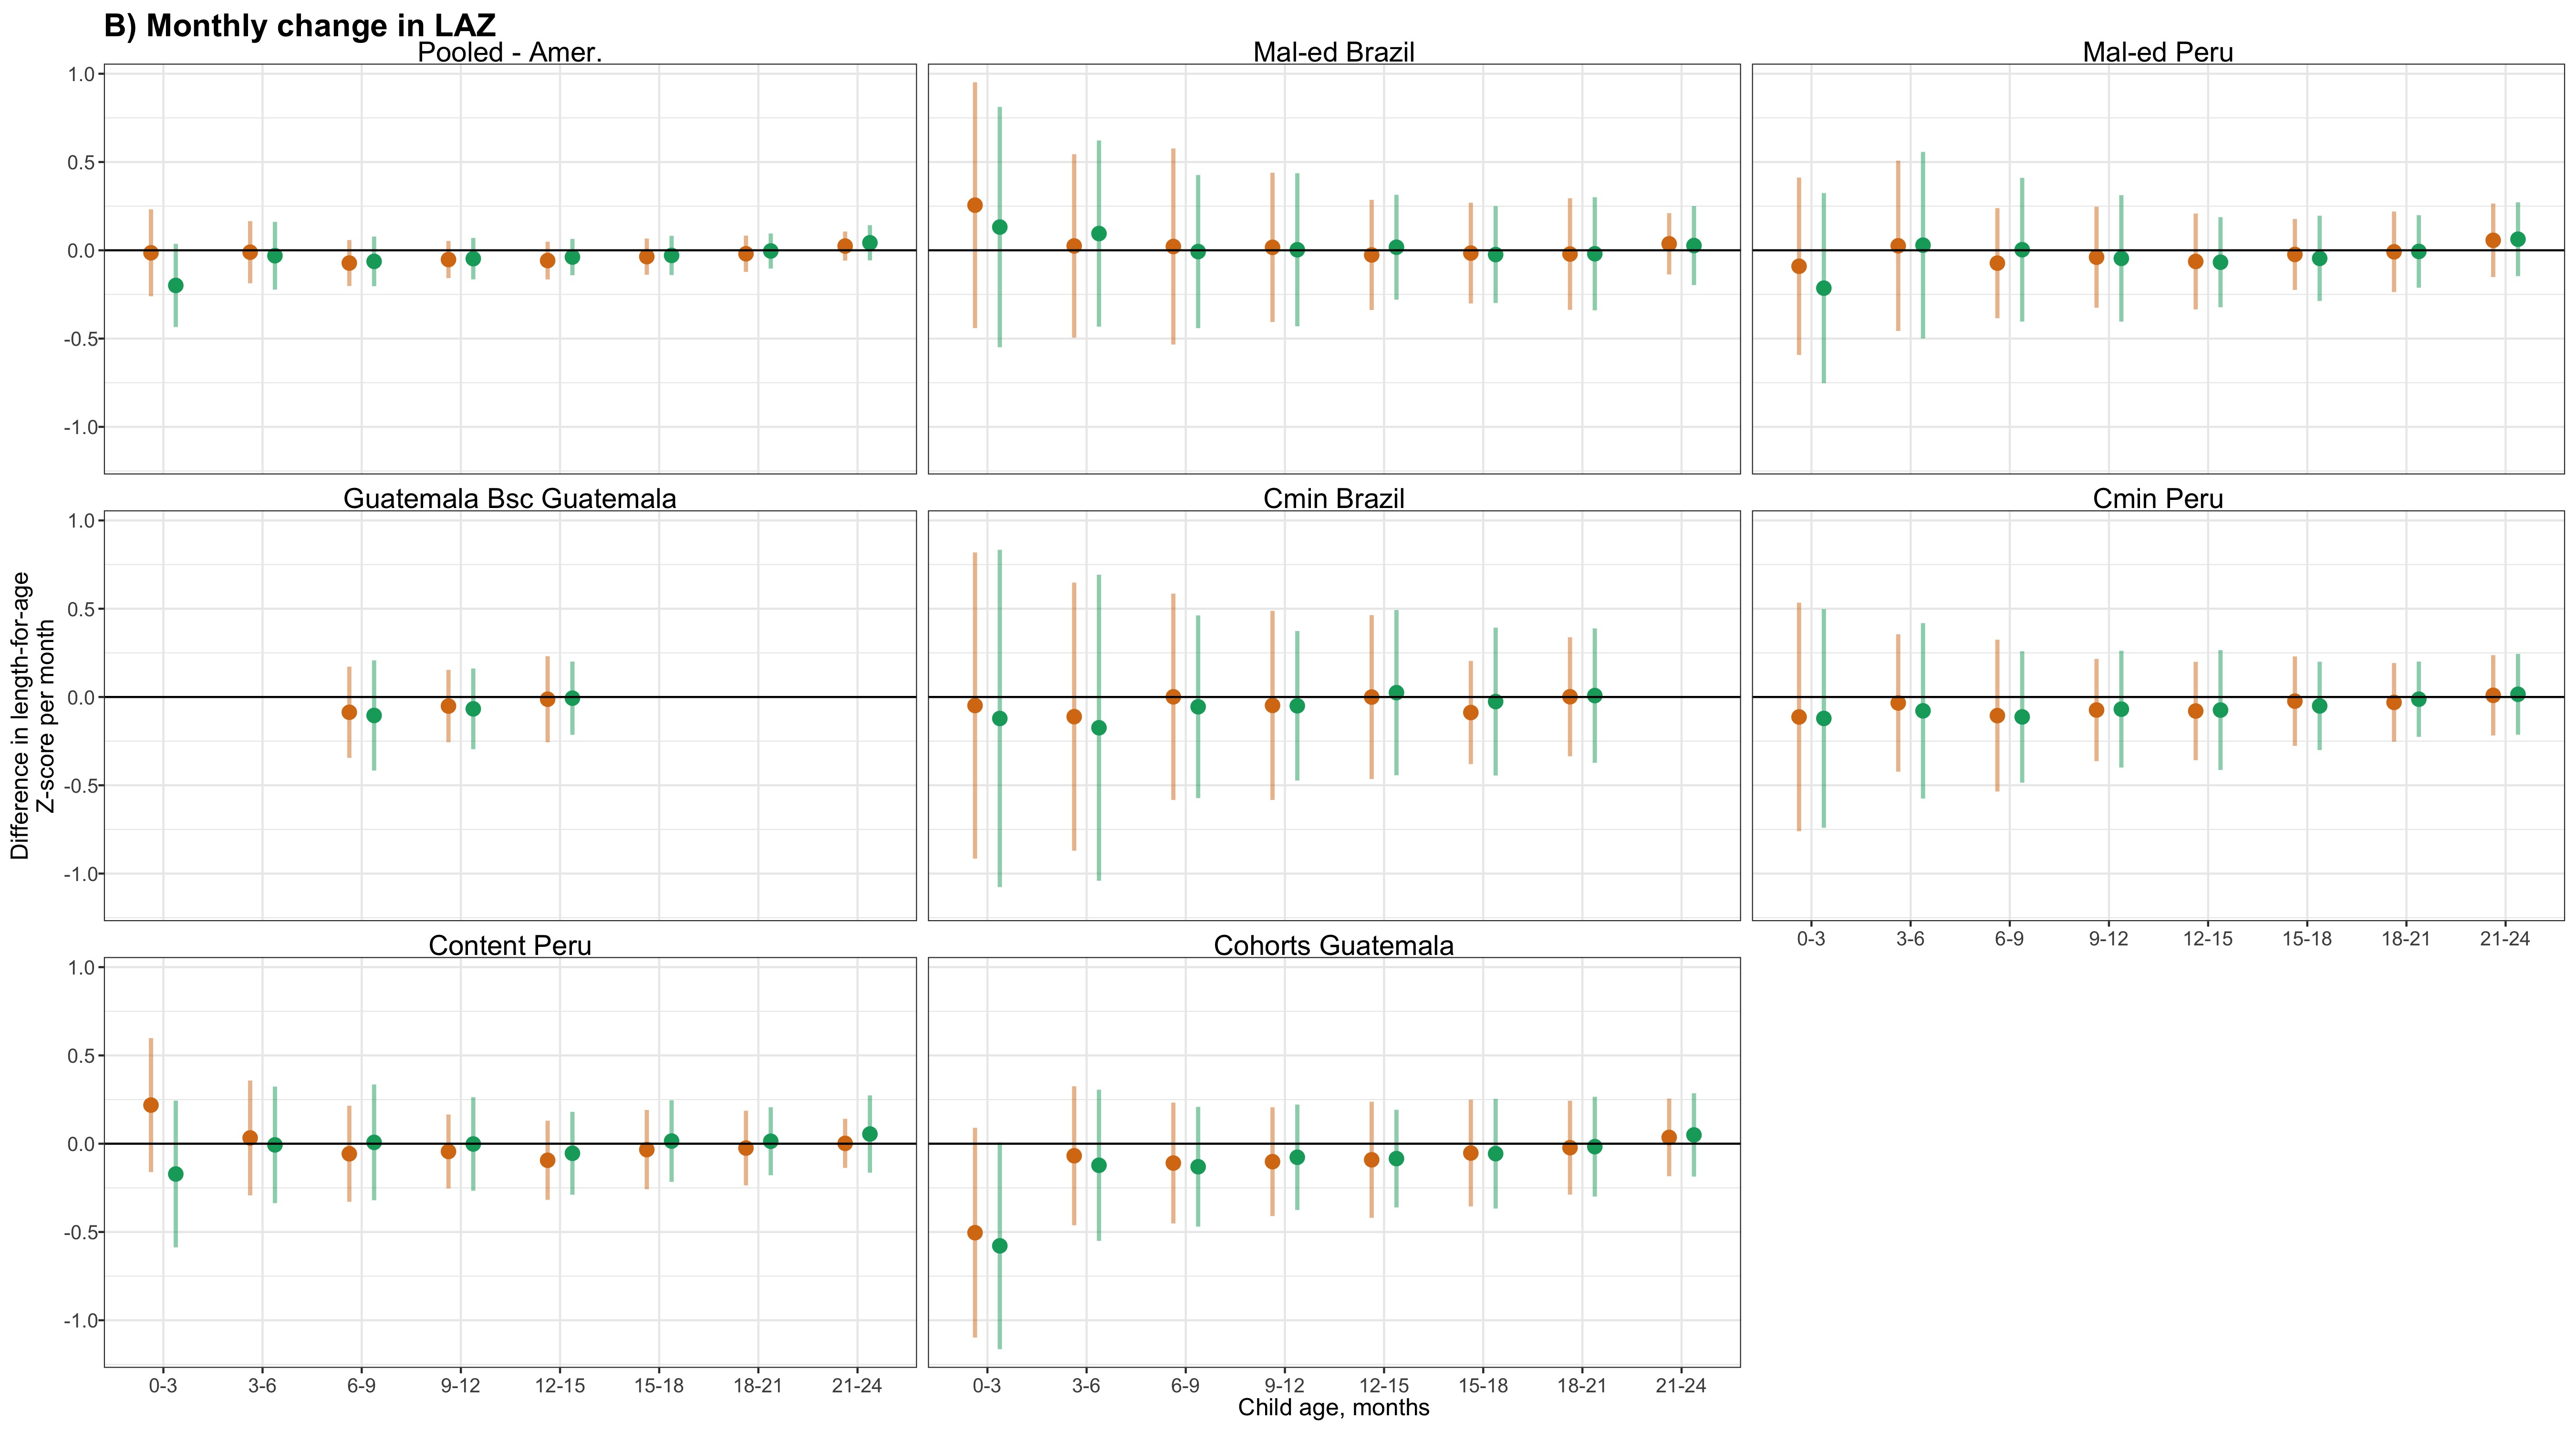 B) Monthly change in LAZ
Pooled - Amer.
Mal-ed Brazil
Mal-ed Peru
1.0
0.5
0.0
-0.5
-1.0
Guatemala Bsc Guatemala
Cmin Brazil
Cmin Peru
1.0
0.5
0.0
-0.5
-1.0
Difference in length-for-age
Z-score per month
0-3 3-6 6-9 9-12 12-15 15-18 18-21 21-24
Content Peru
Cohorts Guatemala
1.0
0.5
0.0
-0.5
-1.0
0-3 3-6 6-9 9-12 12-15 15-18 18-21 21-24
0-3 3-6 6-9 9-12 12-15 15-18 18-21 21-24
Child age, months